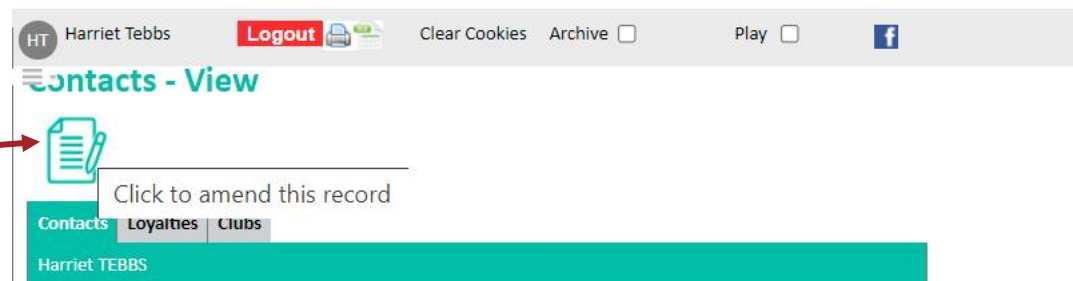 HT Harriet Tebbs Logout Clear Cookies Archive Play f
Contacts - View
Click to amend this record
Contacts Loyalties Clubs
Harriet TEBBS